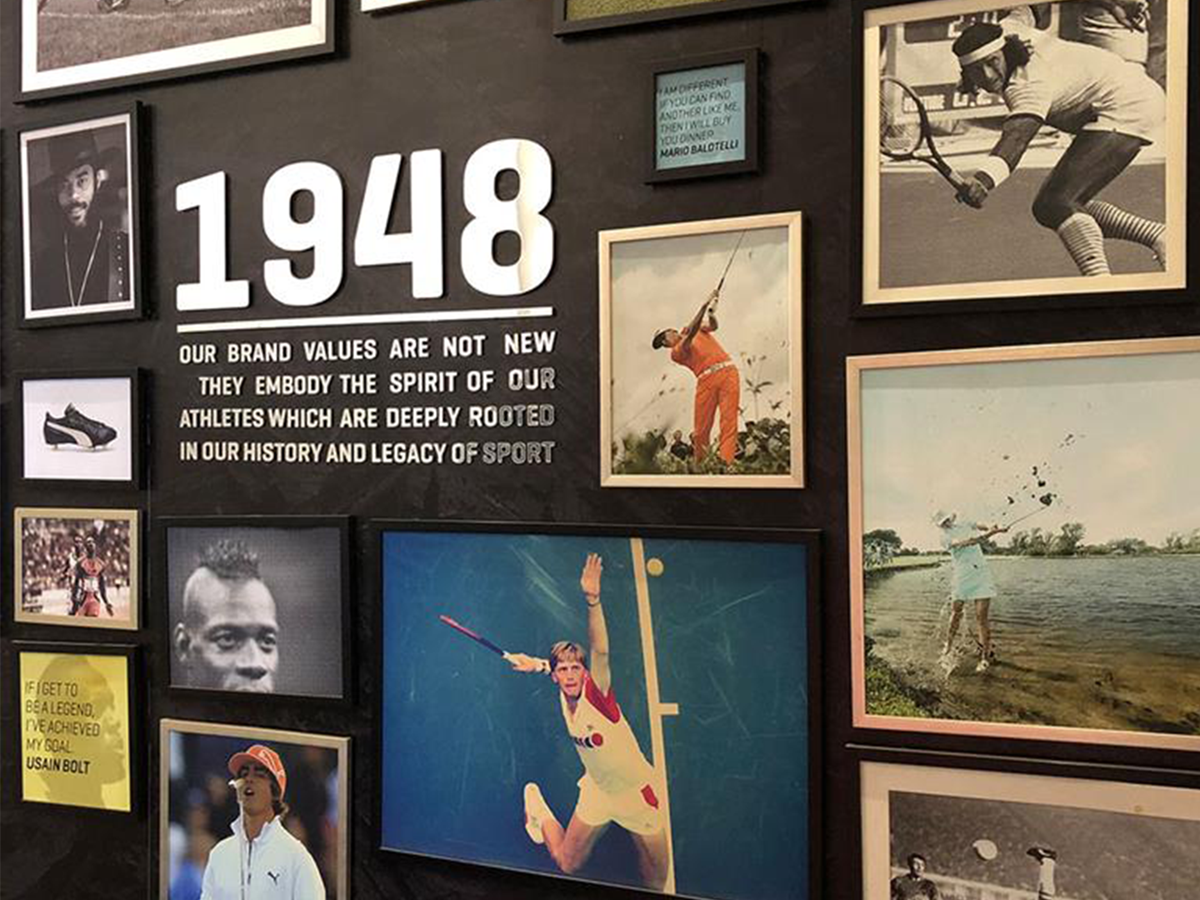 I AM DIFFERENT,
IF YOU CAN FIND
ANOTHER LIKE ME,
THEN I WILL BUY
YOU DINNER.
MARIO BALOTELLI
1948
OUR BRAND VALUES ARE NOT NEW
THEY EMBODY THE SPIRIT OF OUR
ATHLETES WHICH ARE DEEPLY ROOTED
IN OUR HISTORY AND LEGACY OF SPORT
IF I GET TO
BE A LEGEND,
I'VE ACHIEVED
MY GOAL.
USAIN BOLT